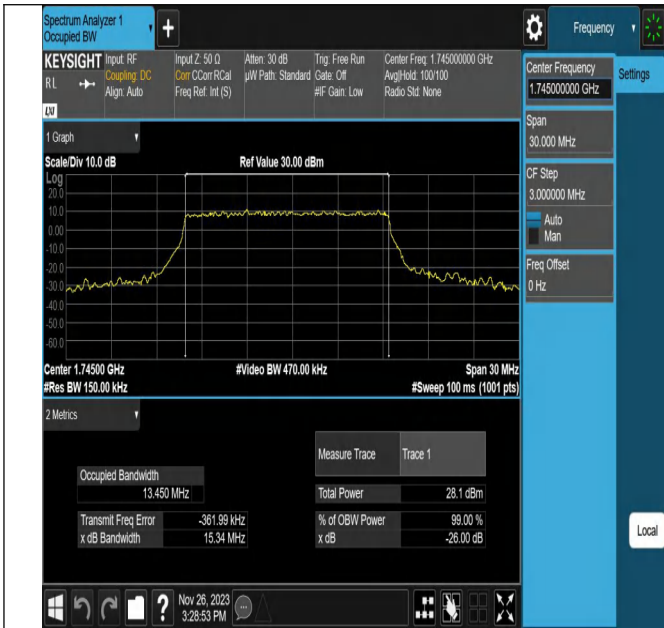 Spectrum Analyzer 1
Occupied BW
+
Frequency
KEYSIGHT Input: RF Input Z: 50 Ω Atten: 30 dB Trig: Free Run Center Freq: 1.745000000 GHz
RL Coupling: DC Corr CCorr RCal µW Path: Standard Gate: Off Avg|Hold: 100/100
Align: Auto Freq Ref: Int (S) #IF Gain: Low Radio Std: None
LXI
Center Frequency
1.745000000 GHz
Settings
Span
30.000 MHz
CF Step
3.000000 MHz
Auto
Man
Freq Offset
0 Hz
Local
1 Graph
Scale/Div 10.0 dB Ref Value 30.00 dBm
Log
20.0
10.0
0.00
-10.0
-20.0
-30.0
-40.0
-50.0
-60.0
Center 1.74500 GHz #Video BW 470.00 kHz Span 30 MHz
#Res BW 150.00 kHz #Sweep 100 ms (1001 pts)
2 Metrics
Measure Trace Trace 1
Occupied Bandwidth
13.450 MHz
Total Power 28.1 dBm
Transmit Freq Error -361.99 kHz % of OBW Power 99.00 %
x dB Bandwidth 15.34 MHz x dB -26.00 dB
?
Nov 26, 2023
3:28:53 PM